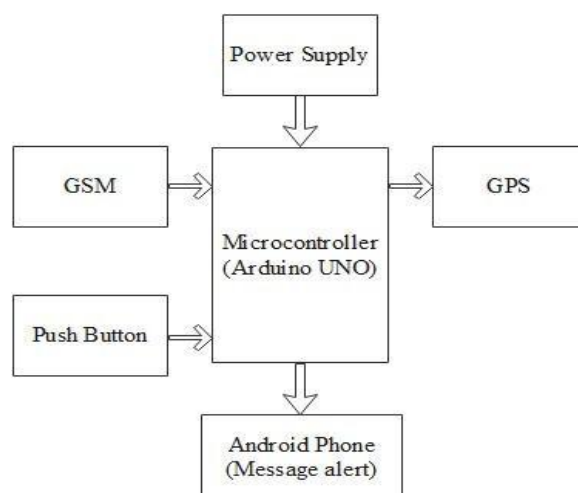 Power Supply
GSM
GPS
Microcontroller
(Arduino UNO)
Push Button
Android Phone
(Message alert)